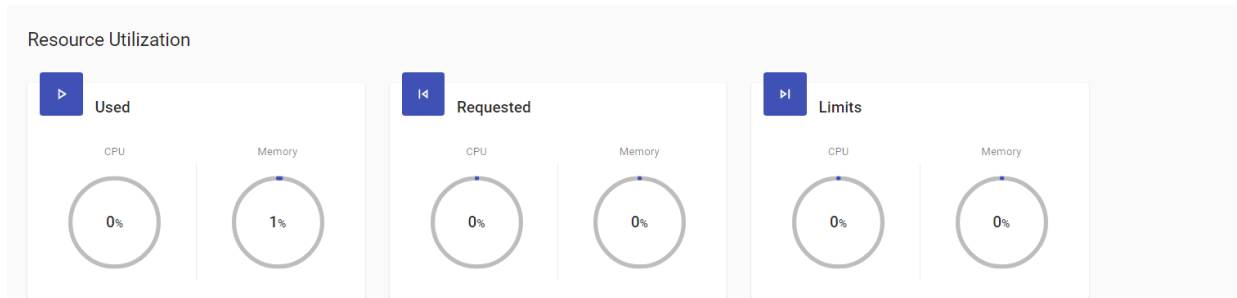 Resource Utilization
Used
CPU
Memory
0%
1%
Requested
CPU
Memory
0%
0%
Limits
CPU
Memory
0%
0%